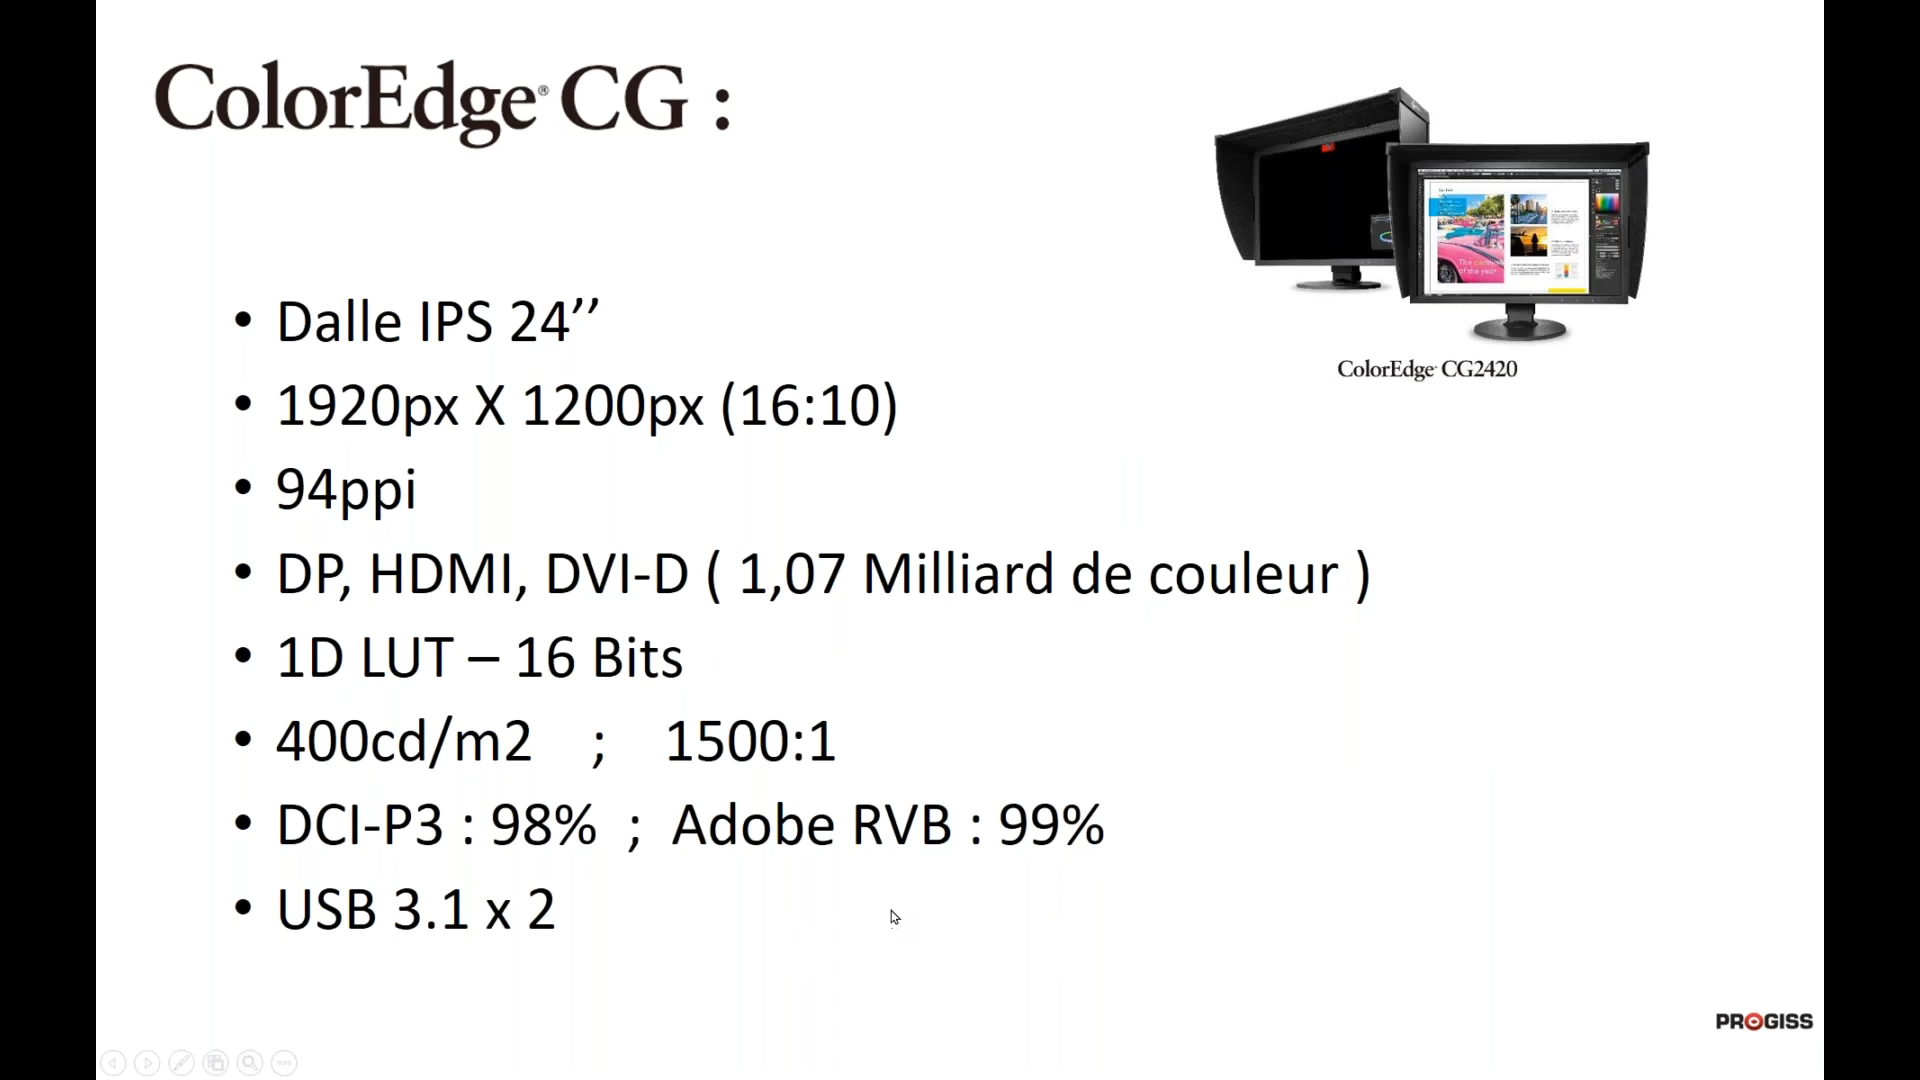 ColorEdge® CG :
ColorEdge CG2420
• Dalle IPS 24’’
• 1920px X 1200px (16:10)
• 94ppi
• DP, HDMI, DVI-D ( 1,07 Milliard de couleur )
• 1D LUT – 16 Bits
• 400cd/m2 ; 1500:1
• DCI-P3 : 98% ; Adobe RVB : 99%
• USB 3.1 x 2
PROGISS